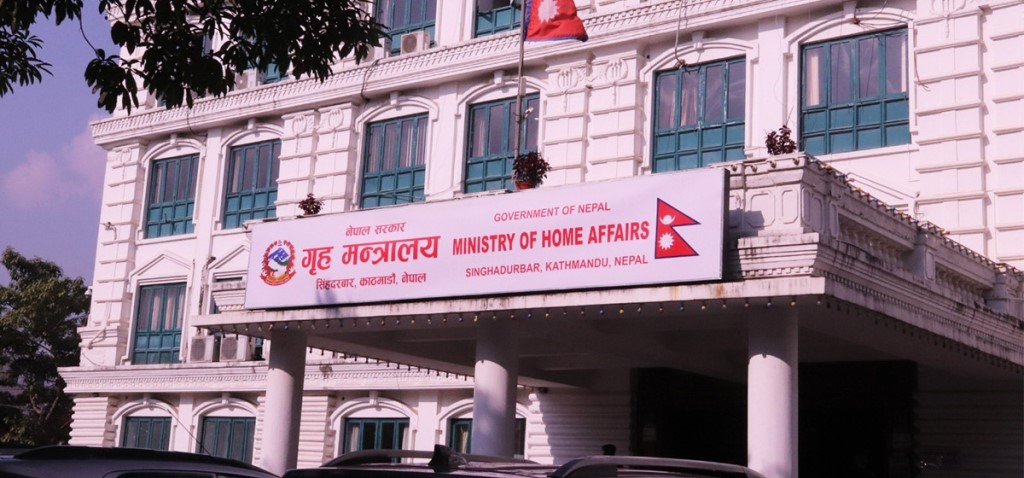 नेपाल सरकार
गृह मन्त्रालय
सिंहदरबार, काठमाडौं, नेपाल
GOVERNMENT OF NEPAL
MINISTRY OF HOME AFFAIRS
SINGHADURBAR, KATHMANDU, NEPAL